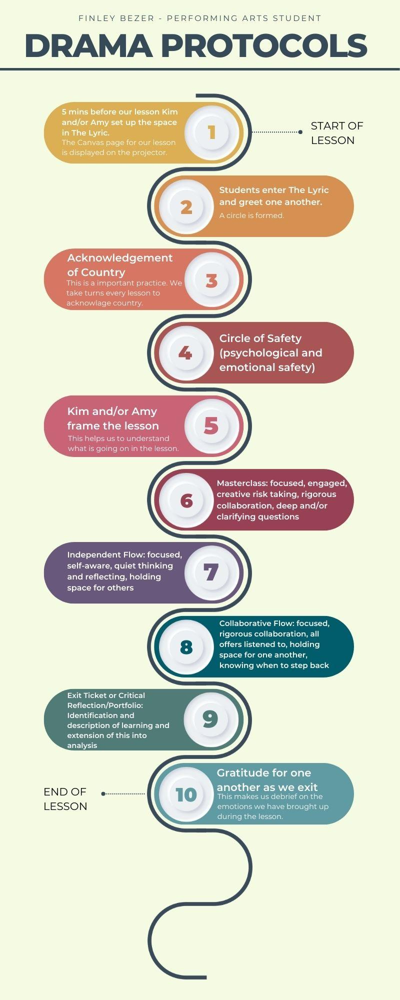 FINLEY BEZER - PERFORMING ARTS STUDENT
DRAMA PROTOCOLS
5 mins before our lesson Kim
and/or Amy set up the space
in The Lyric.
The Canvas page for our lesson
is displayed on the projector.
1
START OF
LESSON
2
Students enter The Lyric
and greet one another.
A circle is formed.
Acknowledgement
of Country
This is a important practice. We
take turns every lesson to
acknowlage country.
3
4
Circle of Safety
(psychological and
emotional safety)
Kim and/or Amy
frame the lesson
This helps us to understand
what is going on in the lesson.
5
6
Masterclass: focused, engaged,
creative risk taking, rigorous
collaboration, deep and/or
clarifying questions
Independent Flow: focused,
self-aware, quiet thinking
and reflecting, holding
space for others
7
8
Collaborative Flow: focused,
rigorous collaboration, all
offers listened to, holding
space for one another,
knowing when to step back
Exit Ticket or Critical
Reflection/Portfolio:
Identification and
description of learning and
extension of this into
analysis
9
END OF
LESSON
10
Gratitude for one
another as we exit
This makes us debrief on the
emotions we have brought up
during the lesson.